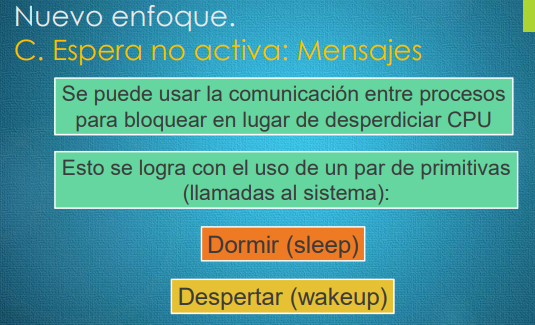 Nuevo enfoque.
C. Espera no activa: Mensajes
Se puede usar la comunicación entre procesos
para bloquear en lugar de desperdiciar CPU
Esto se logra con el uso de un par de primitivas
(llamadas al sistema):
Dormir (sleep)
Despertar (wakeup)